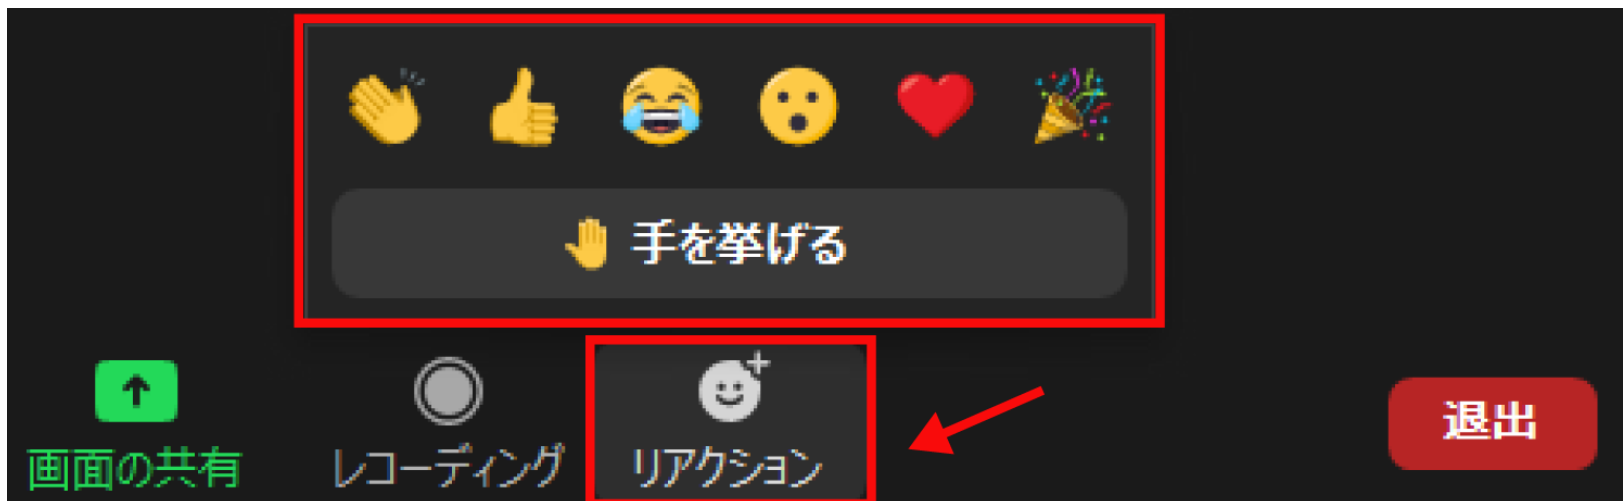 手を挙げる
画面の共有
レコーディング
リアクション
退出